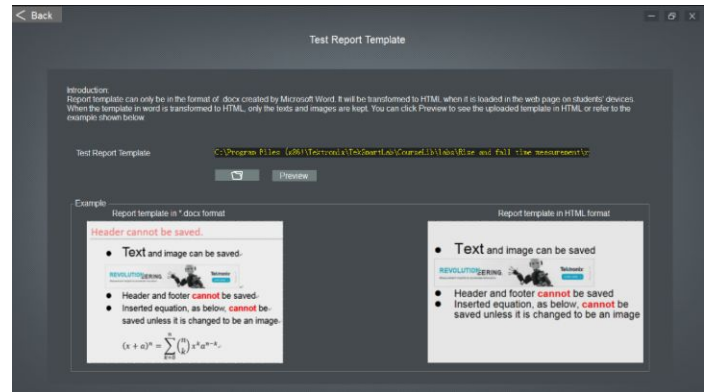 < Back
Test Report Template
Introduction:
Report template can only be in the format of .docx created by Microsoft Word. It will be transformed to HTML when it is loaded in the web page on students' devices.
When the template in word is transformed to HTML, only the texts and images are kept. You can click Preview to see the uploaded template in HTML or refer to the
example shown below
Test Report Template
C:\Program Files (x86)\Tektronix\TekSmartLab\CourseLib\labs\Rise and fall time measurement\r
Preview
Example
Report template in *.docx format
Header cannot be saved.
● Text and image can be saved
REVOLUTION
Tektronix
● Header and footer cannot be saved
● Inserted equation, as below, cannot be
saved unless it is changed to be an image
(x + a)ⁿ = ∑ₖ₌₀ⁿ (n k) xᵏaⁿ⁻ᵏ
Report template in HTML format
● Text and image can be saved
REVOLUTION
Tektronix
● Header and footer cannot be saved
● Inserted equation, as below, cannot be
saved unless it is changed to be an image